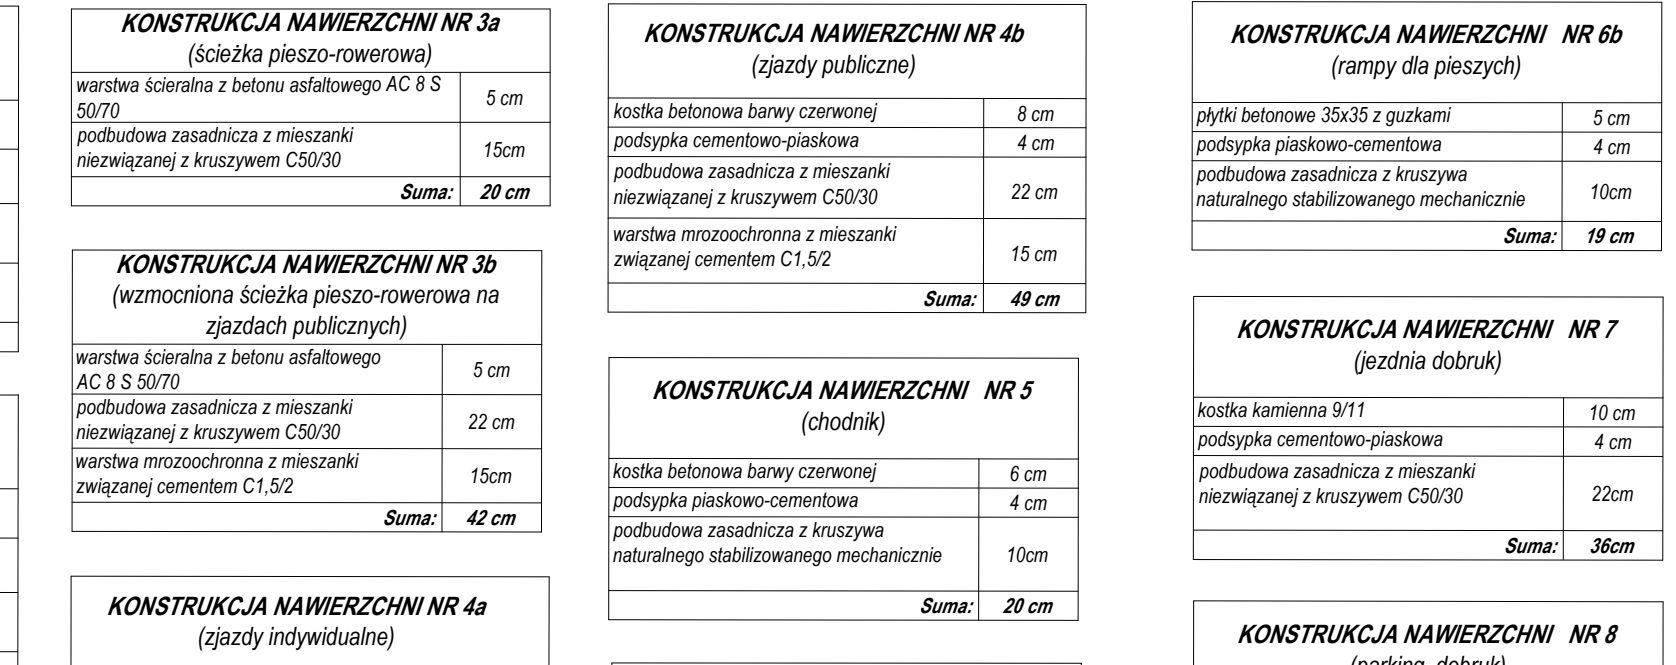 KONSTRUKCJA NAWIERZCHNI NR 3a
(ścieżka pieszo-rowerowa)
warstwa ścieralna z betonu asfaltowego AC 8 S
50/70
5 cm
podbudowa zasadnicza z mieszanki
niezwiązanej z kruszywem C50/30
15cm
Suma: 20 cm
KONSTRUKCJA NAWIERZCHNI NR 3b
(wzmocniona ścieżka pieszo-rowerowa na
zjazdach publicznych)
warstwa ścieralna z betonu asfaltowego
AC 8 S 50/70
5 cm
podbudowa zasadnicza z mieszanki
niezwiązanej z kruszywem C50/30
22 cm
warstwa mrozoochronna z mieszanki
związanej cementem C1,5/2
15cm
Suma: 42 cm
KONSTRUKCJA NAWIERZCHNI NR 4a
(zjazdy indywidualne)
KONSTRUKCJA NAWIERZCHNI NR 4b
(zjazdy publiczne)
kostka betonowa barwy czerwonej 8 cm
podsypka cementowo-piaskowa 4 cm
podbudowa zasadnicza z mieszanki
niezwiązanej z kruszywem C50/30
22 cm
warstwa mrozoochronna z mieszanki
związanej cementem C1,5/2
15 cm
Suma: 49 cm
KONSTRUKCJA NAWIERZCHNI NR 5
(chodnik)
kostka betonowa barwy czerwonej 6 cm
podsypka piaskowo-cementowa 4 cm
podbudowa zasadnicza z kruszywa
naturalnego stabilizowanego mechanicznie
10cm
Suma: 20 cm
KONSTRUKCJA NAWIERZCHNI NR 6b
(rampy dla pieszych)
płytki betonowe 35x35 z guzkami 5 cm
podsypka piaskowo-cementowa 4 cm
podbudowa zasadnicza z kruszywa
naturalnego stabilizowanego mechanicznie
10cm
Suma: 19 cm
KONSTRUKCJA NAWIERZCHNI NR 7
(jezdnia dobruk)
kostka kamienna 9/11 10 cm
podsypka cementowo-piaskowa 4 cm
podbudowa zasadnicza z mieszanki
niezwiązanej z kruszywem C50/30
22cm
Suma: 36cm
KONSTRUKCJA NAWIERZCHNI NR 8
(parking dobruk)